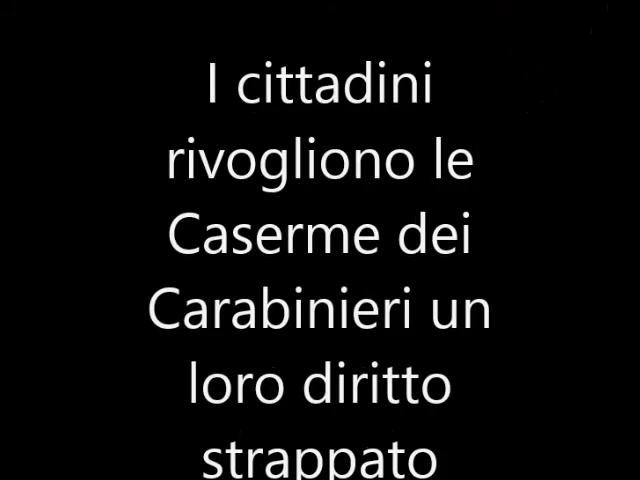 I cittadini
rivogliono le
Caserme dei
Carabinieri un
loro diritto
strappato